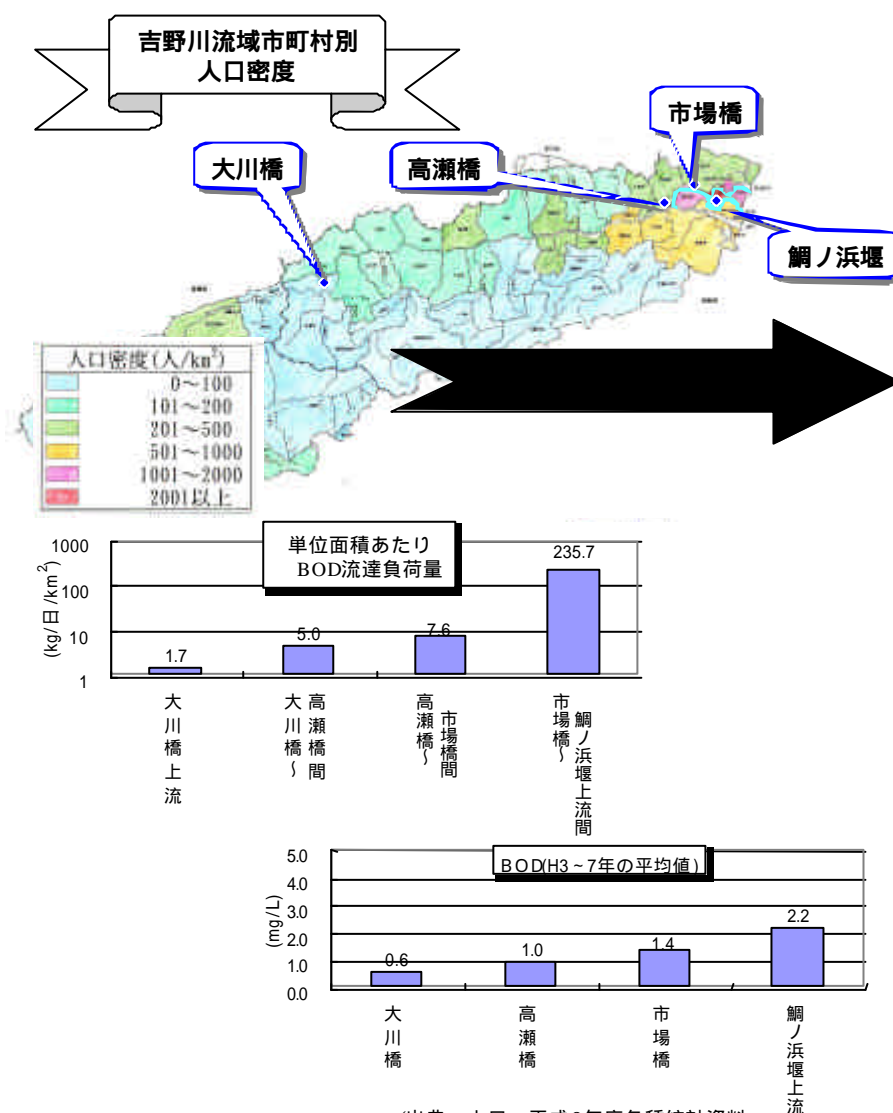 吉野川流域市町村別
人口密度
市場橋
大川橋
高瀬橋
鯛ノ浜堰
人口密度(人/km²)
0～100
101～200
201～500
501～1000
1001～2000
2001以上
単位面積あたり
BOD流達負荷量
(kg/日/km²)
1000
100
10
1
1.7
5.0
7.6
235.7
大川橋上流
大川橋～
高瀬橋間
高瀬橋～
市場橋間
市場橋～
鯛ノ浜堰上流間
BOD(H3～7年の平均値)
(mg/L)
5.0
4.0
3.0
2.0
1.0
0.0
0.6
1.0
1.4
2.2
大川橋
高瀬橋
市場橋
鯛ノ浜堰上流